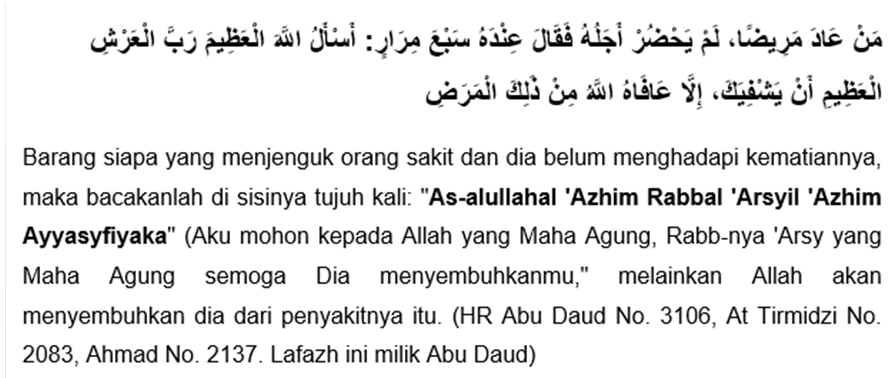 مَنْ عَادَ مَرِيضًا، لَمْ يَحْضُرْ أَجَلُهُ فَقَالَ عِنْدَهُ سَبْعَ مِرَارٍ: أَسْأَلُ اللَّهَ الْعَظِيمَ رَبَّ الْعَرْشِ
الْعَظِيمِ أَنْ يَشْفِيَكَ، إِلَّا عَافَاهُ اللَّهُ مِنْ ذَلِكَ الْمَرَضِ
Barang siapa yang menjenguk orang sakit dan dia belum menghadapi kematiannya,
maka bacakanlah di sisinya tujuh kali: "As-alullahal 'Azhim Rabbal 'Arsyil 'Azhim
Ayyasyfiyaka" (Aku mohon kepada Allah yang Maha Agung, Rabb-nya 'Arsy yang
Maha Agung semoga Dia menyembuhkanmu," melainkan Allah akan
menyembuhkan dia dari penyakitnya itu. (HR Abu Daud No. 3106, At Tirmidzi No.
2083, Ahmad No. 2137. Lafazh ini milik Abu Daud)